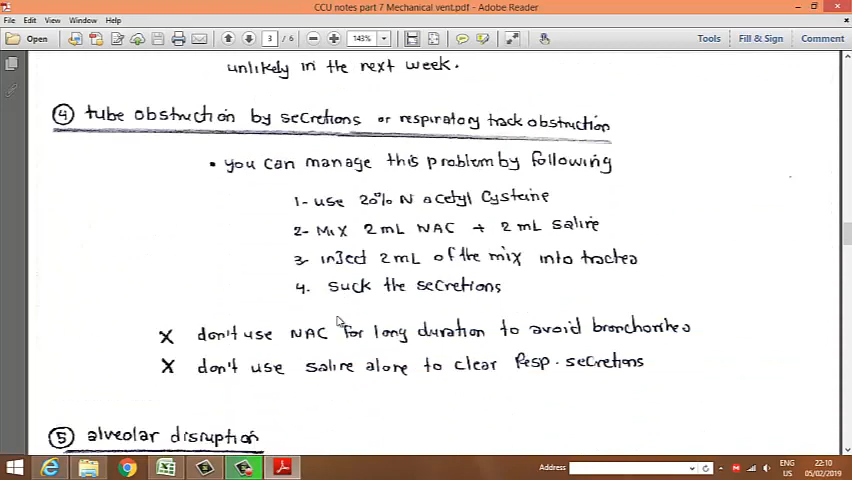 CCU notes part 7 Mechanical vent.pdf - Adobe Reader
File Edit View Window Help
Open 3 / 6 143% Tools Fill & Sign Comment
unlikely in the next week.
4 tube obstruction by secretions or respiratory track obstruction
• you can manage this problem by following
1- use 20% N acetyl Cysteine
2- Mix 2 mL NAC + 2 mL Saline
3- inject 2 mL of the mix into trachea
4. Suck the secretions
X don't use NAC for long duration to avoid bronchorrhea
X don't use saline alone to clear Resp. secretions
5 alveolar disruption
Address ENG 22:10
US 05/02/2019